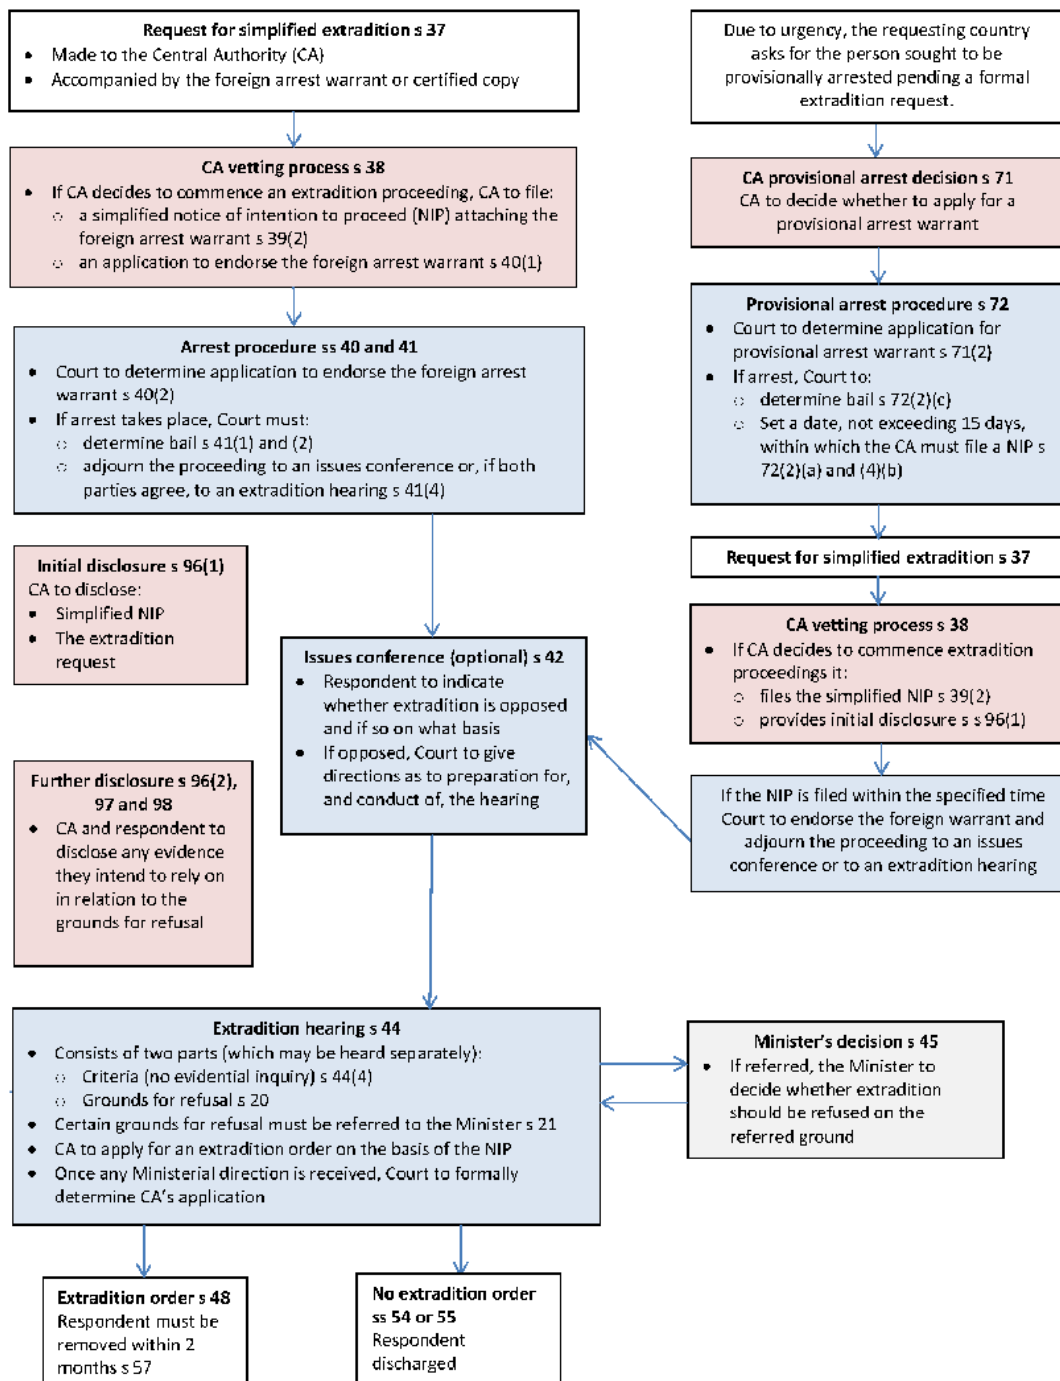 Request for simplified extradition s 37
• Made to the Central Authority (CA)
• Accompanied by the foreign arrest warrant or certified copy
Due to urgency, the requesting country
asks for the person sought to be
provisionally arrested pending a formal
extradition request.
CA vetting process s 38
• If CA decides to commence an extradition proceeding, CA to file:
○ a simplified notice of intention to proceed (NIP) attaching the
foreign arrest warrant s 39(2)
○ an application to endorse the foreign arrest warrant s 40(1)
CA provisional arrest decision s 71
CA to decide whether to apply for a
provisional arrest warrant
Arrest procedure ss 40 and 41
• Court to determine application to endorse the foreign arrest
warrant s 40(2)
• If arrest takes place, Court must:
○ determine bail s 41(1) and (2)
○ adjourn the proceeding to an issues conference or, if both
parties agree, to an extradition hearing s 41(4)
Provisional arrest procedure s 72
• Court to determine application for
provisional arrest warrant s 71(2)
• If arrest, Court to:
○ determine bail s 72(2)(c)
○ Set a date, not exceeding 15 days,
within which the CA must file a NIP s
72(2)(a) and (4)(b)
Initial disclosure s 96(1)
CA to disclose:
• Simplified NIP
• The extradition
request
Request for simplified extradition s 37
CA vetting process s 38
• If CA decides to commence extradition
proceedings it:
○ files the simplified NIP s 39(2)
○ provides initial disclosure s s 96(1)
Issues conference (optional) s 42
• Respondent to indicate
whether extradition is opposed
and if so on what basis
• If opposed, Court to give
directions as to preparation for,
and conduct of, the hearing
Further disclosure s 96(2),
97 and 98
• CA and respondent to
disclose any evidence
they intend to rely on
in relation to the
grounds for refusal
If the NIP is filed within the specified time
Court to endorse the foreign warrant and
adjourn the proceeding to an issues
conference or to an extradition hearing
Extradition hearing s 44
• Consists of two parts (which may be heard separately):
○ Criteria (no evidential inquiry) s 44(4)
○ Grounds for refusal s 20
• Certain grounds for refusal must be referred to the Minister s 21
• CA to apply for an extradition order on the basis of the NIP
• Once any Ministerial direction is received, Court to formally
determine CA's application
Minister's decision s 45
• If referred, the Minister to
decide whether extradition
should be refused on the
referred ground
Extradition order s 48
Respondent must be
removed within 2
months s 57
No extradition order
ss 54 or 55
Respondent
discharged